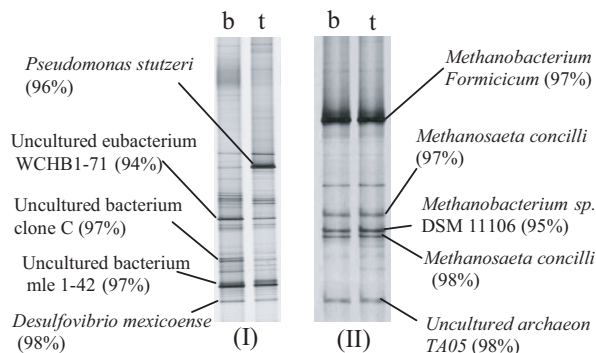 b t
Pseudomonas stutzeri
(96%)
Uncultured eubacterium
WCHB1-71 (94%)
Uncultured bacterium
clone C (97%)
Uncultured bacterium
mle 1-42 (97%)
Desulfovibrio mexicoense
(98%)
(I)
b t
Methanobacterium
Formicicum (97%)
Methanosaeta concilli
(97%)
Methanobacterium sp.
DSM 11106 (95%)
Methanosaeta concilli
(98%)
Uncultured archaeon
TA05 (98%)
(II)